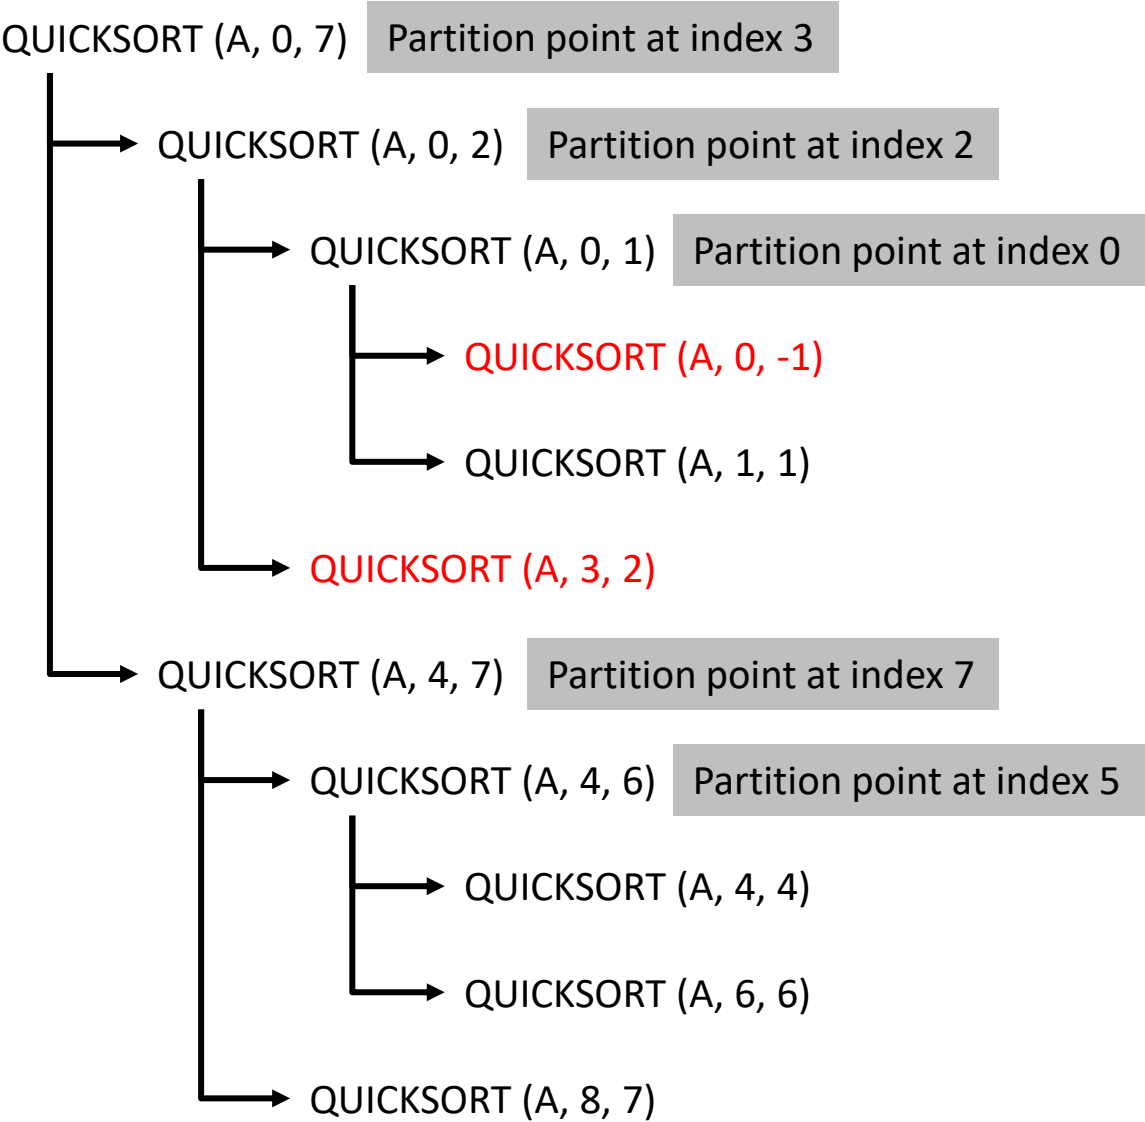 QUICKSORT (A, 0, 7) Partition point at index 3
QUICKSORT (A, 0, 2) Partition point at index 2
QUICKSORT (A, 0, 1) Partition point at index 0
QUICKSORT (A, 0, -1)
QUICKSORT (A, 1, 1)
QUICKSORT (A, 3, 2)
QUICKSORT (A, 4, 7) Partition point at index 7
QUICKSORT (A, 4, 6) Partition point at index 5
QUICKSORT (A, 4, 4)
QUICKSORT (A, 6, 6)
QUICKSORT (A, 8, 7)